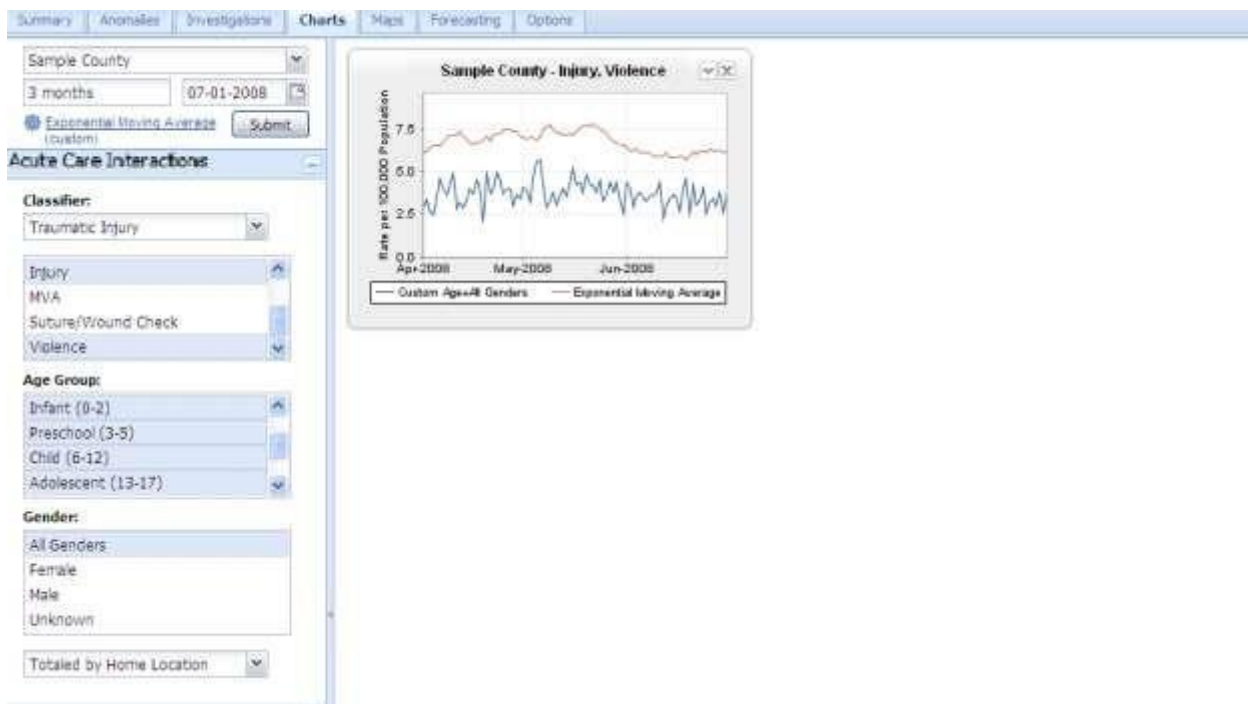 Summary Anomalies Investigations Charts Maps Forecasting Options
Sample County
3 months 07-01-2008
Exponential Moving Average
(custom)
Submit
Acute Care Interactions
Classifier:
Traumatic Injury
Injury
MVA
Suture/Wound Check
Violence
Age Group:
Infant (0-2)
Preschool (3-5)
Child (6-12)
Adolescent (13-17)
Gender:
All Genders
Female
Male
Unknown
Totaled by Home Location
Sample County - Injury, Violence
Rate per 100,000 Population
7.5
5.0
2.5
0.0
Apr-2008 May-2008 Jun-2008
Custom Ages-All Genders Exponential Moving Average